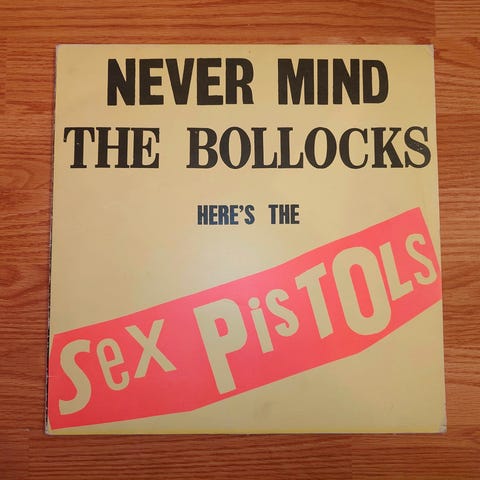 NEVER MIND
THE BOLLOCKS
HERE'S THE
Sex PiSTOLS